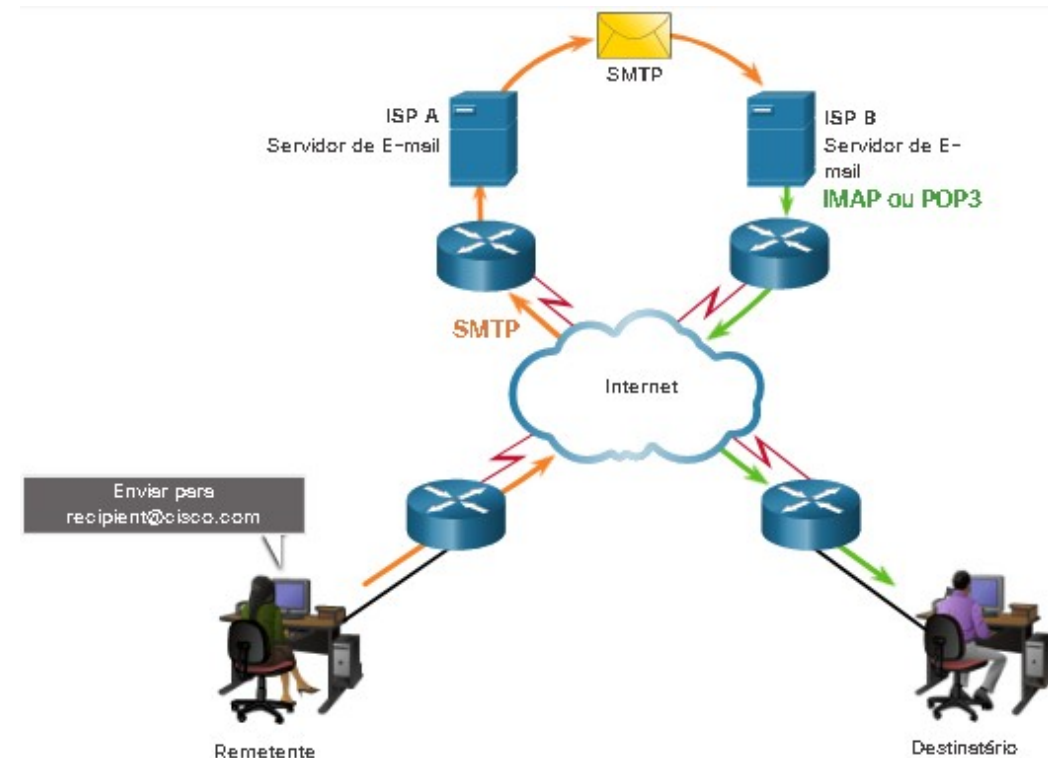 SMTP
ISP A
Servidor de E-mail
ISP B
Servidor de E-
mail
IMAP ou POP3
SMTP
Internet
Enviar para
recipient@cisco.com
Remetente
Destinatário